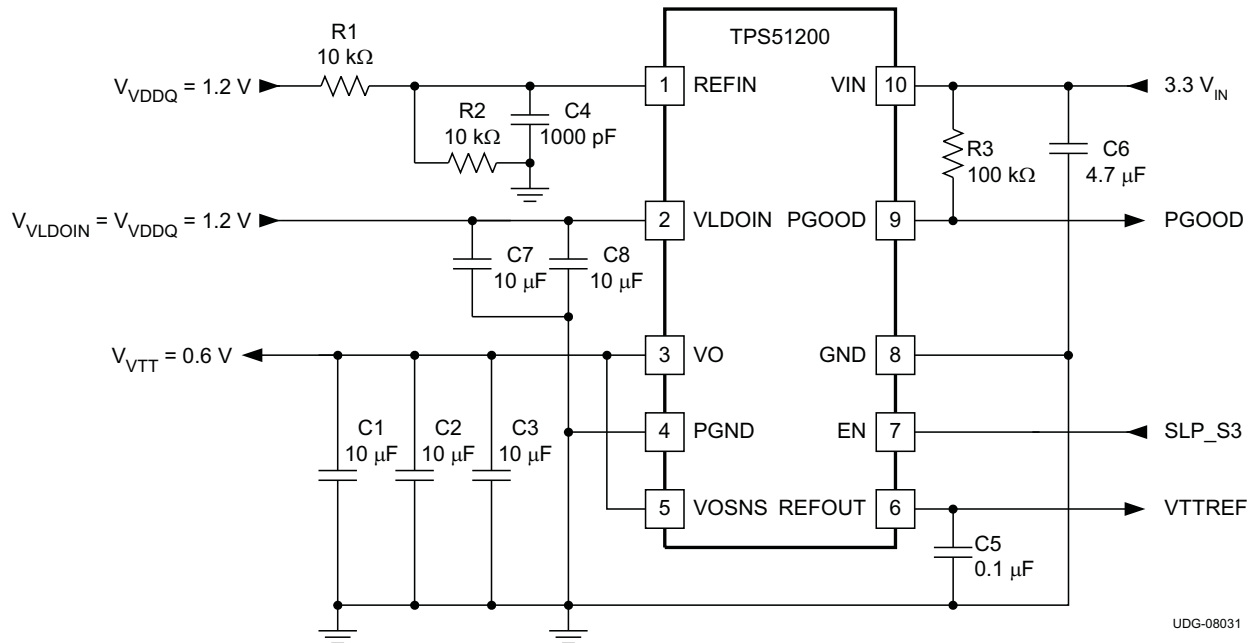 TPS51200
R1
10 kΩ
V_VDDQ = 1.2 V
1 REFIN
VIN 10
3.3 V_IN
R2
10 kΩ
C4
1000 pF
R3
100 kΩ
C6
4.7 µF
V_VLDOIN = V_VDDQ = 1.2 V
2 VLDOIN
PGOOD 9
PGOOD
C7
10 µF
C8
10 µF
V_VTT = 0.6 V
3 VO
GND 8
C1
10 µF
C2
10 µF
C3
10 µF
4 PGND
EN 7
SLP_S3
5 VOSNS
REFOUT 6
VTTREF
C5
0.1 µF
UDG-08031